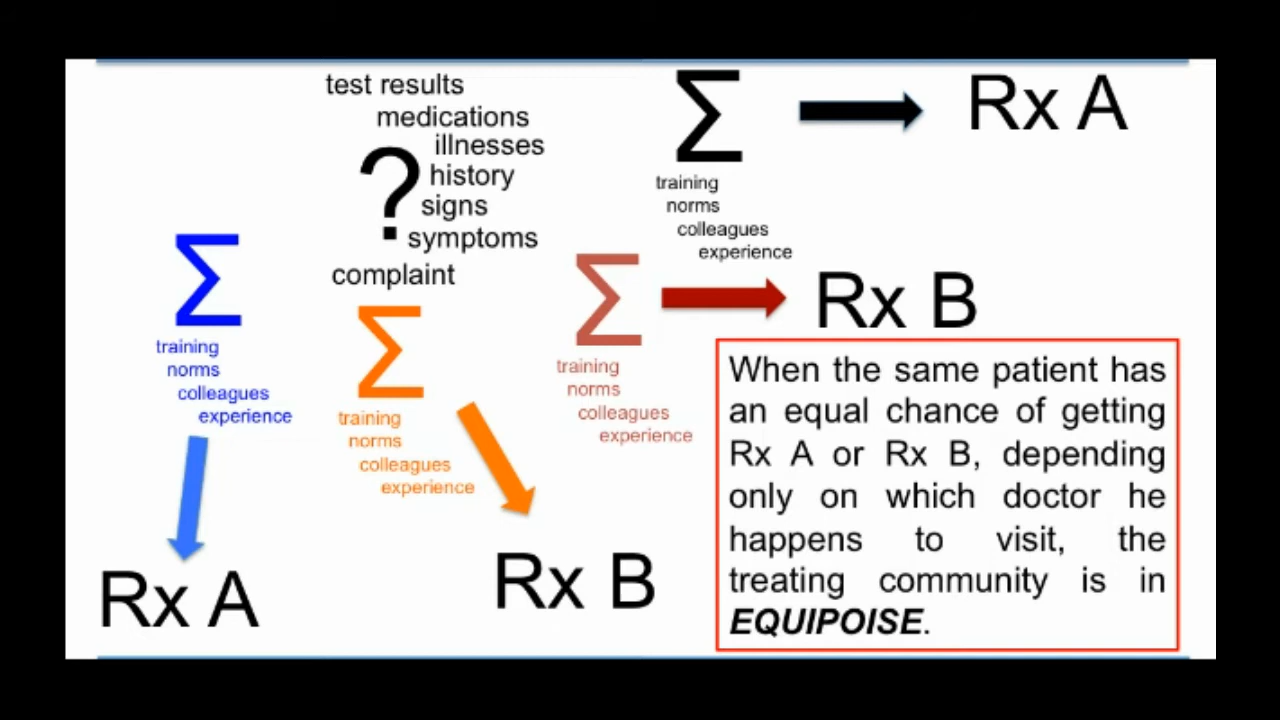 test results
medications
illnesses
?
history
signs
symptoms
complaint
Σ
training
norms
colleagues
experience
Rx A
Σ
training
norms
colleagues
experience
Rx B
Σ
training
norms
colleagues
experience
Rx B
Σ
training
norms
colleagues
experience
Rx A
When the same patient has
an equal chance of getting
Rx A or Rx B, depending
only on which doctor he
happens to visit, the
treating community is in
EQUIPOISE.